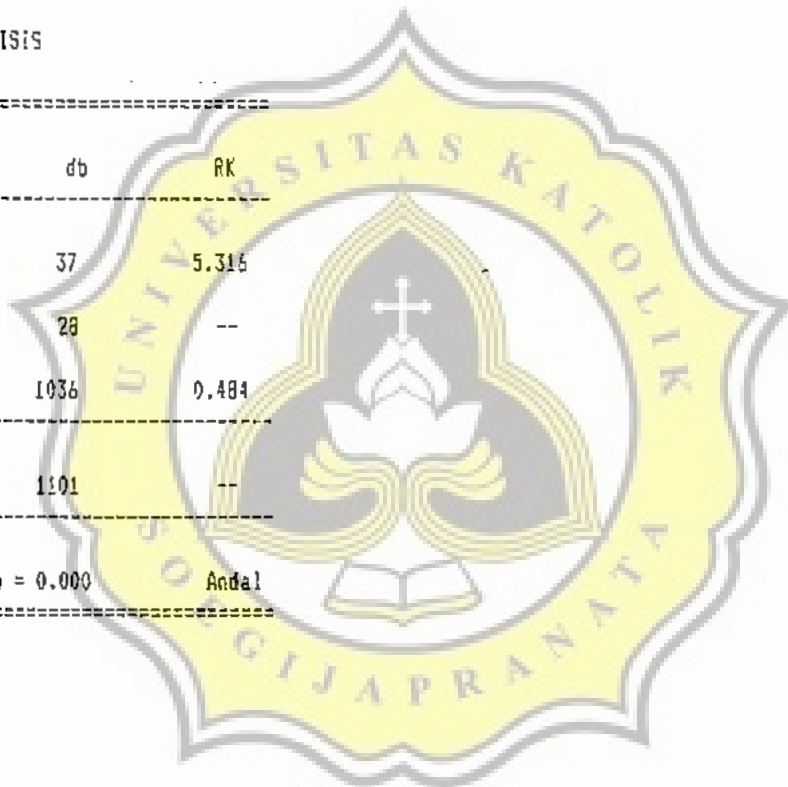 ISIS
==================
db RK
------------------
37 5.316
28 --
1036 0.484
------------------
1101 --
------------------
= 0.000 Andal
==================
UNIVERSITAS KATOLIK
SOEGIJAPRANATA